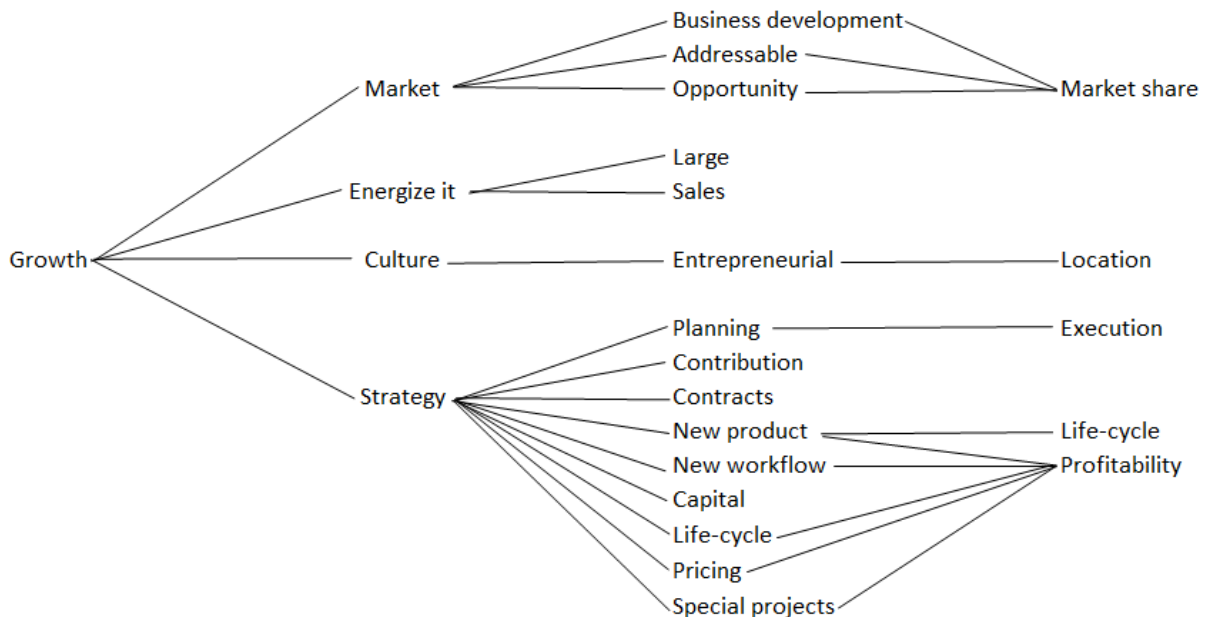 Business development
Addressable
Market
Opportunity
Market share
Large
Energize it
Sales
Growth
Culture
Entrepreneurial
Location
Planning
Execution
Contribution
Strategy
Contracts
New product
Life-cycle
New workflow
Profitability
Capital
Life-cycle
Pricing
Special projects